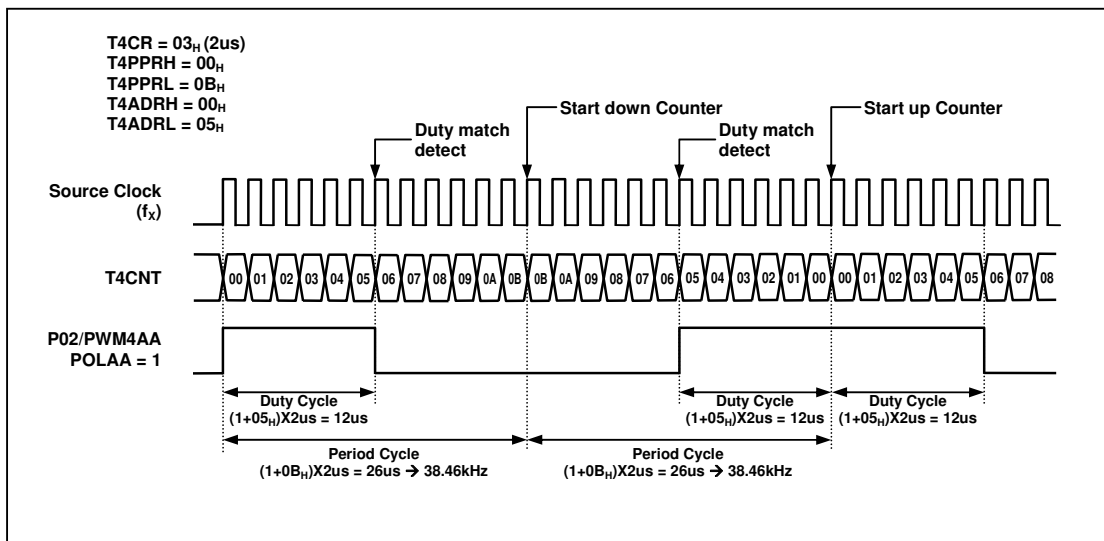 T4CR = 03H (2us)
T4PPRH = 00H
T4PPRL = 0BH
T4ADRH = 00H
T4ADRL = 05H
Duty match
detect
Start down Counter
Duty match
detect
Start up Counter
Source Clock
(fX)
T4CNT
00 01 02 03 04 05 06 07 08 09 0A 0B 0B 0A 09 08 07 06 05 04 03 02 01 00 00 01 02 03 04 05 06 07 08
P02/PWM4AA
POLAA = 1
Duty Cycle
(1+05H)X2us = 12us
Duty Cycle
(1+05H)X2us = 12us
Duty Cycle
(1+05H)X2us = 12us
Period Cycle
(1+0BH)X2us = 26us → 38.46kHz
Period Cycle
(1+0BH)X2us = 26us → 38.46kHz